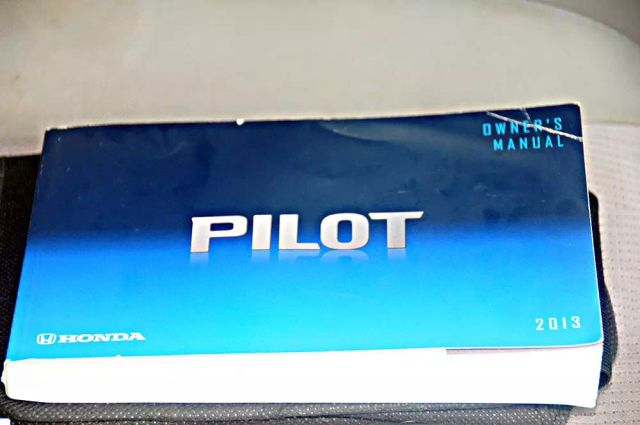 OWNER'S
MANUAL
PILOT
HONDA
2013